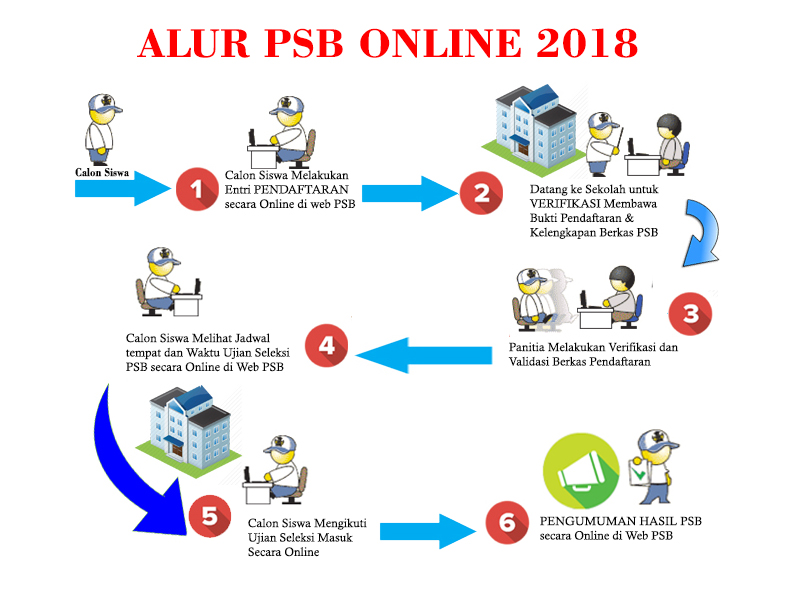 ALUR PSB ONLINE 2018
Calon Siswa
1
Calon Siswa Melakukan
Entri PENDAFTARAN
secara Online di web PSB
2
Datang ke Sekolah untuk
VERIFIKASI Membawa
Bukti Pendaftaran &
Kelengkapan Berkas PSB
3
Panitia Melakukan Verifikasi dan
Validasi Berkas Pendaftaran
4
Calon Siswa Melihat Jadwal
tempat dan Waktu Ujian Seleksi
PSB secara Online di Web PSB
5
Calon Siswa Mengikuti
Ujian Seleksi Masuk
Secara Online
6
PENGUMUMAN HASIL PSB
secara Online di Web PSB